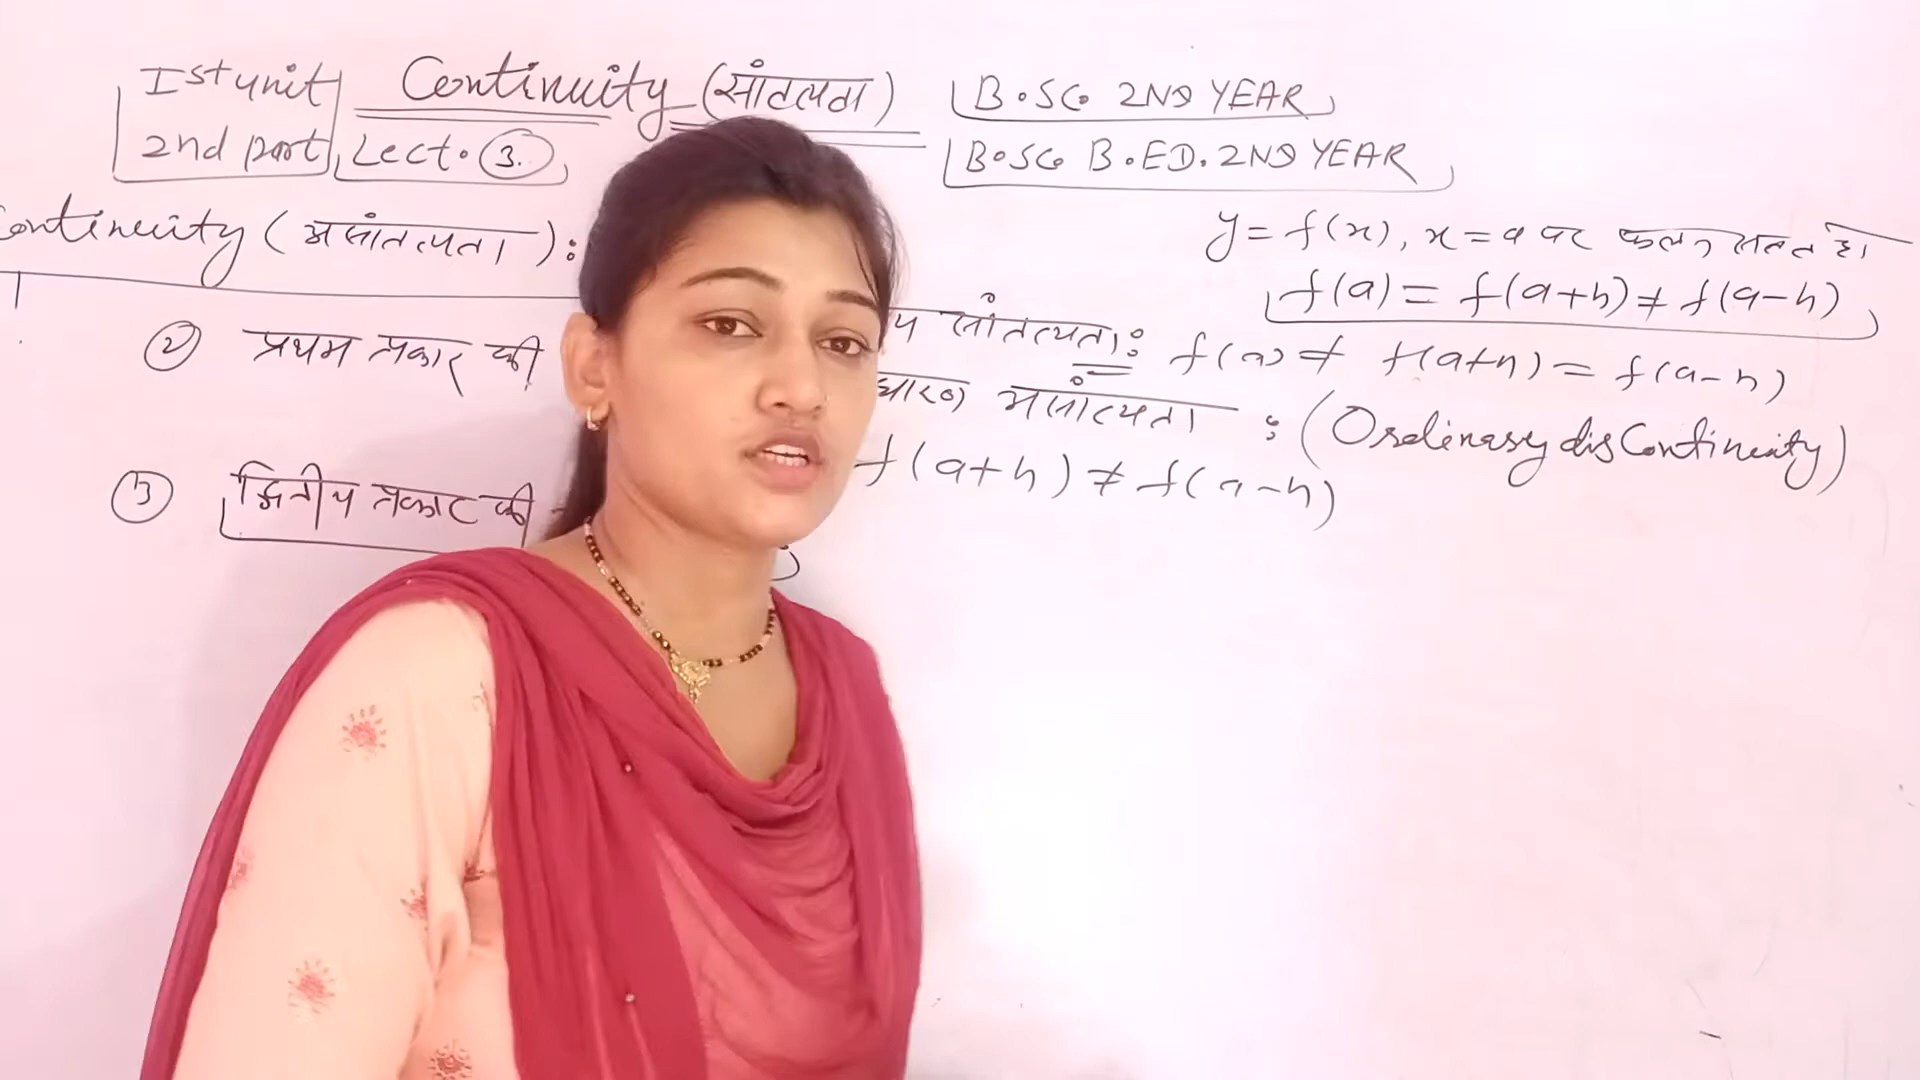 Ist unit Continuity (सांतत्यता) B.SC. 2ND YEAR
2nd part Lect. 3. B.SC. B.ED. 2ND YEAR
continuity (असांतत्यता):
y = f(x), x = a पर फलन सतत है।
f(a) = f(a+h) ≠ f(a-h)
य सांतत्यता: f(a) ≠ f(a+h) = f(a-h)
② प्रथम प्रकार की धारण असांतत्यता : (Ordinary discontinuity)
f(a+h) ≠ f(a-h)
③ द्वितीय प्रकार की